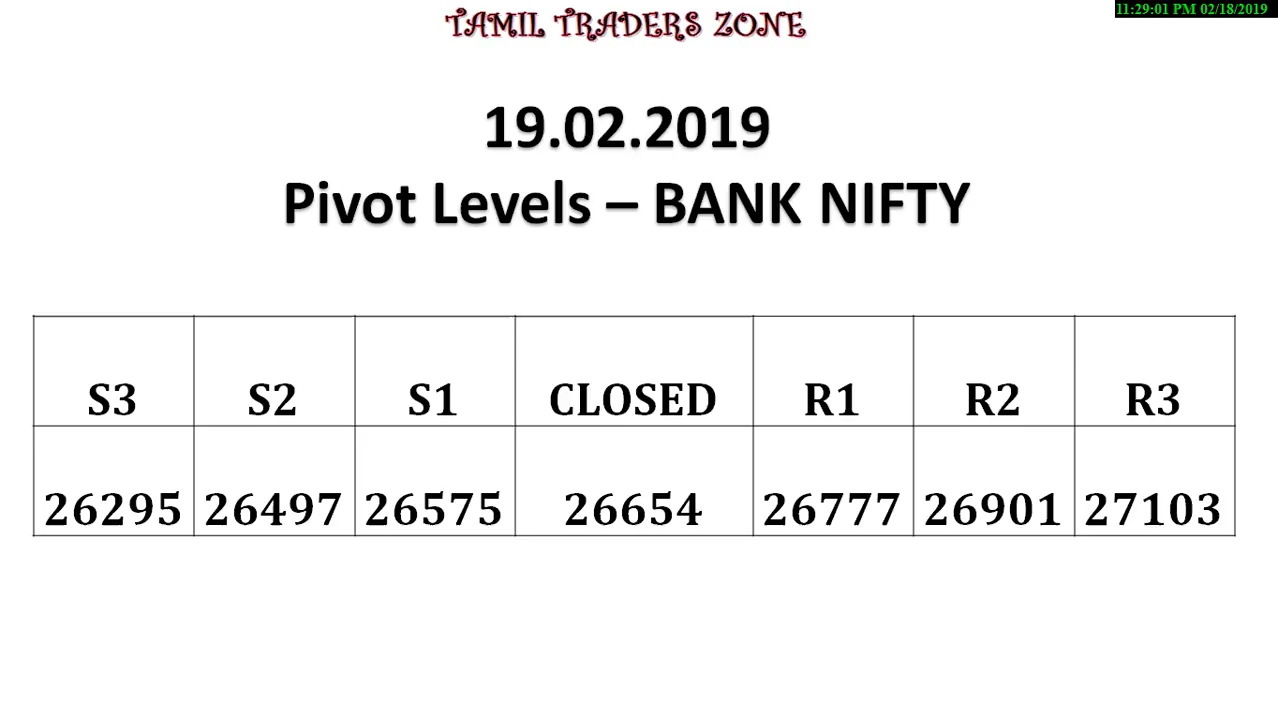 TAMIL TRADERS ZONE
11:29:01 PM 02/18/2019
19.02.2019
Pivot Levels – BANK NIFTY
S3 S2 S1 CLOSED R1 R2 R3
26295 26497 26575 26654 26777 26901 27103